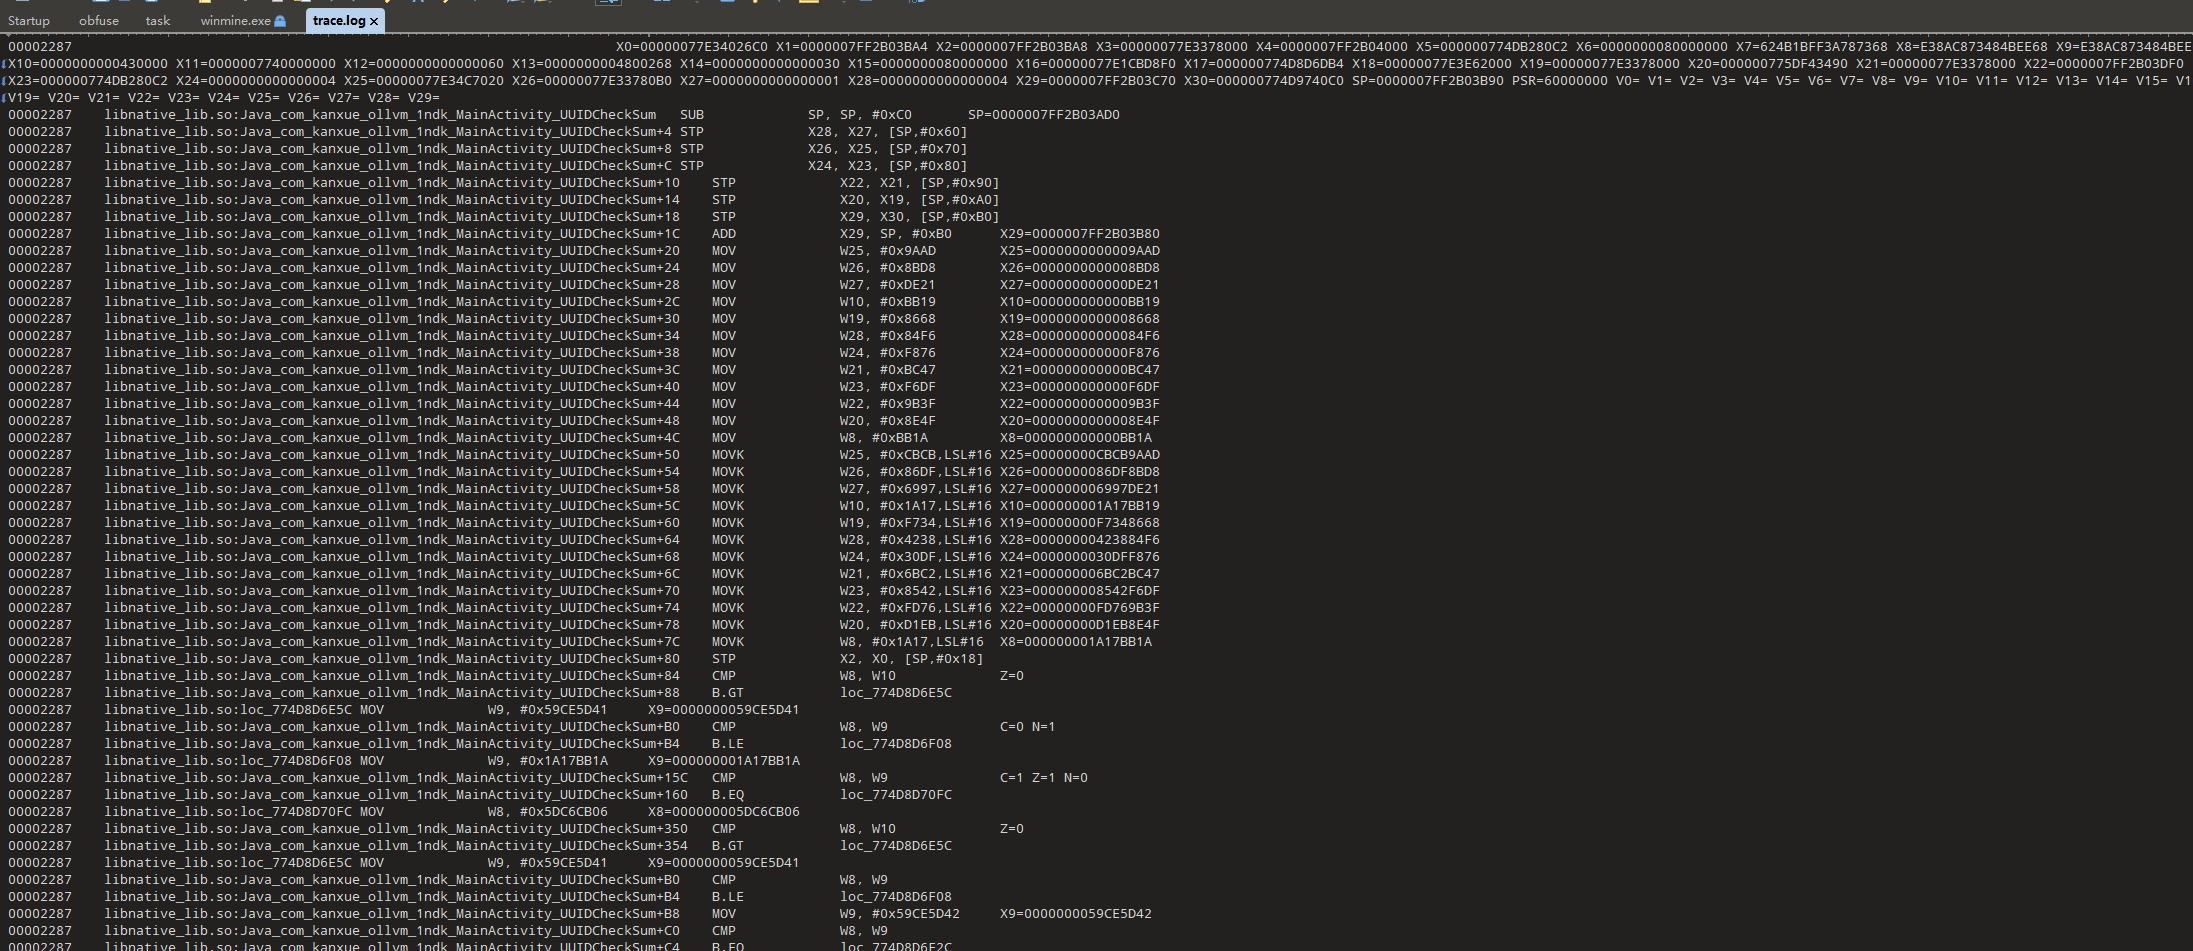 Startup obfuse task winmine.exe trace.log ×
00002287 X0=00000077E34026C0 X1=0000007FF2B03BA4 X2=0000007FF2B03BA8 X3=00000077E3378000 X4=0000007FF2B04000 X5=000000774DB280C2 X6=0000000080000000 X7=624B1BFF3A787368 X8=E38AC873484BEE68 X9=E38AC873484BEE
X10=0000000000430000 X11=0000007740000000 X12=0000000000000060 X13=0000000004800268 X14=0000000000000030 X15=0000000080000000 X16=00000077E1CBD8F0 X17=000000774D8D6DB4 X18=00000077E3E62000 X19=00000077E3378000 X20=000000775DF43490 X21=00000077E3378000 X22=0000007FF2B03DF0
X23=000000774DB280C2 X24=0000000000000004 X25=00000077E34C7020 X26=00000077E33780B0 X27=0000000000000001 X28=0000000000000004 X29=0000007FF2B03C70 X30=000000774D9740C0 SP=0000007FF2B03B90 PSR=60000000 V0= V1= V2= V3= V4= V5= V6= V7= V8= V9= V10= V11= V12= V13= V14= V15= V1
V19= V20= V21= V22= V23= V24= V25= V26= V27= V28= V29=
00002287 libnative_lib.so:Java_com_kanxue_ollvm_1ndk_MainActivity_UUIDCheckSum SUB SP, SP, #0xC0 SP=0000007FF2B03AD0
00002287 libnative_lib.so:Java_com_kanxue_ollvm_1ndk_MainActivity_UUIDCheckSum+4 STP X28, X27, [SP,#0x60]
00002287 libnative_lib.so:Java_com_kanxue_ollvm_1ndk_MainActivity_UUIDCheckSum+8 STP X26, X25, [SP,#0x70]
00002287 libnative_lib.so:Java_com_kanxue_ollvm_1ndk_MainActivity_UUIDCheckSum+C STP X24, X23, [SP,#0x80]
00002287 libnative_lib.so:Java_com_kanxue_ollvm_1ndk_MainActivity_UUIDCheckSum+10 STP X22, X21, [SP,#0x90]
00002287 libnative_lib.so:Java_com_kanxue_ollvm_1ndk_MainActivity_UUIDCheckSum+14 STP X20, X19, [SP,#0xA0]
00002287 libnative_lib.so:Java_com_kanxue_ollvm_1ndk_MainActivity_UUIDCheckSum+18 STP X29, X30, [SP,#0xB0]
00002287 libnative_lib.so:Java_com_kanxue_ollvm_1ndk_MainActivity_UUIDCheckSum+1C ADD X29, SP, #0xB0 X29=0000007FF2B03B80
00002287 libnative_lib.so:Java_com_kanxue_ollvm_1ndk_MainActivity_UUIDCheckSum+20 MOV W25, #0x9AAD X25=0000000000009AAD
00002287 libnative_lib.so:Java_com_kanxue_ollvm_1ndk_MainActivity_UUIDCheckSum+24 MOV W26, #0x8BD8 X26=0000000000008BD8
00002287 libnative_lib.so:Java_com_kanxue_ollvm_1ndk_MainActivity_UUIDCheckSum+28 MOV W27, #0xDE21 X27=000000000000DE21
00002287 libnative_lib.so:Java_com_kanxue_ollvm_1ndk_MainActivity_UUIDCheckSum+2C MOV W10, #0xBB19 X10=000000000000BB19
00002287 libnative_lib.so:Java_com_kanxue_ollvm_1ndk_MainActivity_UUIDCheckSum+30 MOV W19, #0x8668 X19=0000000000008668
00002287 libnative_lib.so:Java_com_kanxue_ollvm_1ndk_MainActivity_UUIDCheckSum+34 MOV W28, #0x84F6 X28=00000000000084F6
00002287 libnative_lib.so:Java_com_kanxue_ollvm_1ndk_MainActivity_UUIDCheckSum+38 MOV W24, #0xF876 X24=000000000000F876
00002287 libnative_lib.so:Java_com_kanxue_ollvm_1ndk_MainActivity_UUIDCheckSum+3C MOV W21, #0xBC47 X21=000000000000BC47
00002287 libnative_lib.so:Java_com_kanxue_ollvm_1ndk_MainActivity_UUIDCheckSum+40 MOV W23, #0xF6DF X23=000000000000F6DF
00002287 libnative_lib.so:Java_com_kanxue_ollvm_1ndk_MainActivity_UUIDCheckSum+44 MOV W22, #0x9B3F X22=0000000000009B3F
00002287 libnative_lib.so:Java_com_kanxue_ollvm_1ndk_MainActivity_UUIDCheckSum+48 MOV W20, #0x8E4F X20=0000000000008E4F
00002287 libnative_lib.so:Java_com_kanxue_ollvm_1ndk_MainActivity_UUIDCheckSum+4C MOV W8, #0xBB1A X8=000000000000BB1A
00002287 libnative_lib.so:Java_com_kanxue_ollvm_1ndk_MainActivity_UUIDCheckSum+50 MOVK W25, #0xCBCB,LSL#16 X25=00000000CBCB9AAD
00002287 libnative_lib.so:Java_com_kanxue_ollvm_1ndk_MainActivity_UUIDCheckSum+54 MOVK W26, #0x86DF,LSL#16 X26=0000000086DF8BD8
00002287 libnative_lib.so:Java_com_kanxue_ollvm_1ndk_MainActivity_UUIDCheckSum+58 MOVK W27, #0x6997,LSL#16 X27=000000006997DE21
00002287 libnative_lib.so:Java_com_kanxue_ollvm_1ndk_MainActivity_UUIDCheckSum+5C MOVK W10, #0x1A17,LSL#16 X10=000000001A17BB19
00002287 libnative_lib.so:Java_com_kanxue_ollvm_1ndk_MainActivity_UUIDCheckSum+60 MOVK W19, #0xF734,LSL#16 X19=00000000F7348668
00002287 libnative_lib.so:Java_com_kanxue_ollvm_1ndk_MainActivity_UUIDCheckSum+64 MOVK W28, #0x4238,LSL#16 X28=00000000423884F6
00002287 libnative_lib.so:Java_com_kanxue_ollvm_1ndk_MainActivity_UUIDCheckSum+68 MOVK W24, #0x30DF,LSL#16 X24=0000000030DFF876
00002287 libnative_lib.so:Java_com_kanxue_ollvm_1ndk_MainActivity_UUIDCheckSum+6C MOVK W21, #0x6BC2,LSL#16 X21=000000006BC2BC47
00002287 libnative_lib.so:Java_com_kanxue_ollvm_1ndk_MainActivity_UUIDCheckSum+70 MOVK W23, #0x8542,LSL#16 X23=000000008542F6DF
00002287 libnative_lib.so:Java_com_kanxue_ollvm_1ndk_MainActivity_UUIDCheckSum+74 MOVK W22, #0xFD76,LSL#16 X22=00000000FD769B3F
00002287 libnative_lib.so:Java_com_kanxue_ollvm_1ndk_MainActivity_UUIDCheckSum+78 MOVK W20, #0xD1EB,LSL#16 X20=00000000D1EB8E4F
00002287 libnative_lib.so:Java_com_kanxue_ollvm_1ndk_MainActivity_UUIDCheckSum+7C MOVK W8, #0x1A17,LSL#16 X8=000000001A17BB1A
00002287 libnative_lib.so:Java_com_kanxue_ollvm_1ndk_MainActivity_UUIDCheckSum+80 STP X2, X0, [SP,#0x18]
00002287 libnative_lib.so:Java_com_kanxue_ollvm_1ndk_MainActivity_UUIDCheckSum+84 CMP W8, W10 Z=0
00002287 libnative_lib.so:Java_com_kanxue_ollvm_1ndk_MainActivity_UUIDCheckSum+88 B.GT loc_774D8D6E5C
00002287 libnative_lib.so:loc_774D8D6E5C MOV W9, #0x59CE5D41 X9=0000000059CE5D41
00002287 libnative_lib.so:Java_com_kanxue_ollvm_1ndk_MainActivity_UUIDCheckSum+B0 CMP W8, W9 C=0 N=1
00002287 libnative_lib.so:Java_com_kanxue_ollvm_1ndk_MainActivity_UUIDCheckSum+B4 B.LE loc_774D8D6F08
00002287 libnative_lib.so:loc_774D8D6F08 MOV W9, #0x1A17BB1A X9=000000001A17BB1A
00002287 libnative_lib.so:Java_com_kanxue_ollvm_1ndk_MainActivity_UUIDCheckSum+15C CMP W8, W9 C=1 Z=1 N=0
00002287 libnative_lib.so:Java_com_kanxue_ollvm_1ndk_MainActivity_UUIDCheckSum+160 B.EQ loc_774D8D70FC
00002287 libnative_lib.so:loc_774D8D70FC MOV W8, #0x5DC6CB06 X8=000000005DC6CB06
00002287 libnative_lib.so:Java_com_kanxue_ollvm_1ndk_MainActivity_UUIDCheckSum+350 CMP W8, W10 Z=0
00002287 libnative_lib.so:Java_com_kanxue_ollvm_1ndk_MainActivity_UUIDCheckSum+354 B.GT loc_774D8D6E5C
00002287 libnative_lib.so:loc_774D8D6E5C MOV W9, #0x59CE5D41 X9=0000000059CE5D41
00002287 libnative_lib.so:Java_com_kanxue_ollvm_1ndk_MainActivity_UUIDCheckSum+B0 CMP W8, W9
00002287 libnative_lib.so:Java_com_kanxue_ollvm_1ndk_MainActivity_UUIDCheckSum+B4 B.LE loc_774D8D6F08
00002287 libnative_lib.so:Java_com_kanxue_ollvm_1ndk_MainActivity_UUIDCheckSum+B8 MOV W9, #0x59CE5D42 X9=0000000059CE5D42
00002287 libnative_lib.so:Java_com_kanxue_ollvm_1ndk_MainActivity_UUIDCheckSum+C0 CMP W8, W9
00002287 libnative_lib.so:Java_com_kanxue_ollvm_1ndk_MainActivity_UUIDCheckSum+C4 B.EQ loc_774D8D6F2C